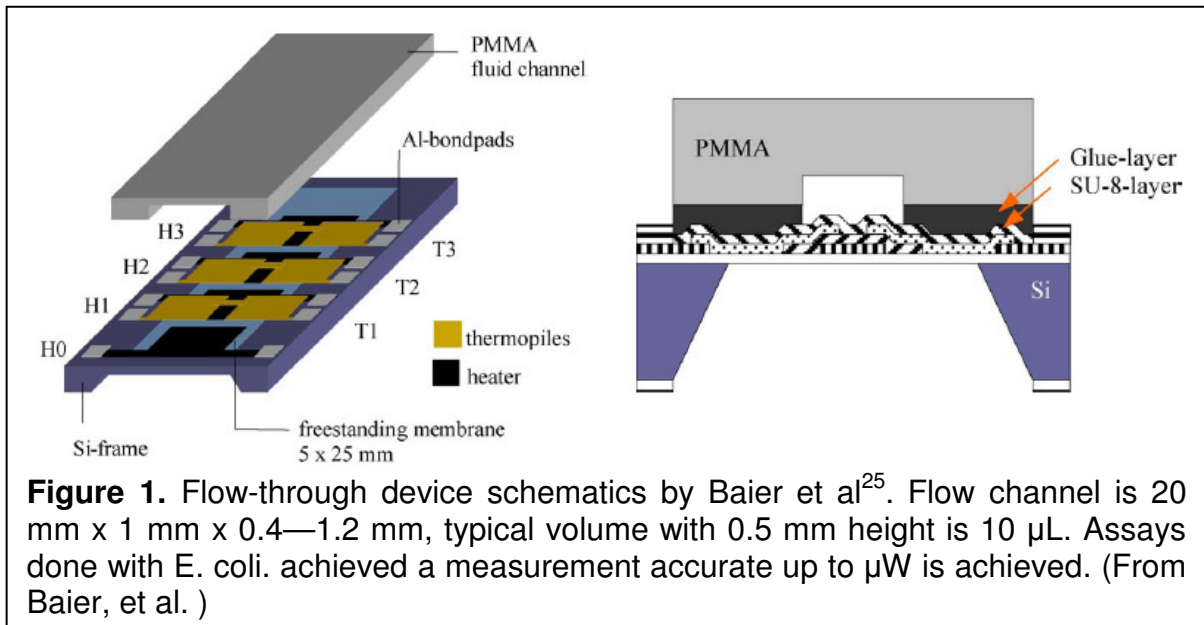 PMMA
fluid channel
Al-bondpads
H3
H2
H1
H0
T3
T2
T1
thermopiles
heater
Si-frame
freestanding membrane
5 x 25 mm
PMMA
Glue-layer
SU-8-layer
Si
Figure 1. Flow-through device schematics by Baier et al25. Flow channel is 20
mm x 1 mm x 0.4—1.2 mm, typical volume with 0.5 mm height is 10 µL. Assays
done with E. coli. achieved a measurement accurate up to µW is achieved. (From
Baier, et al. )